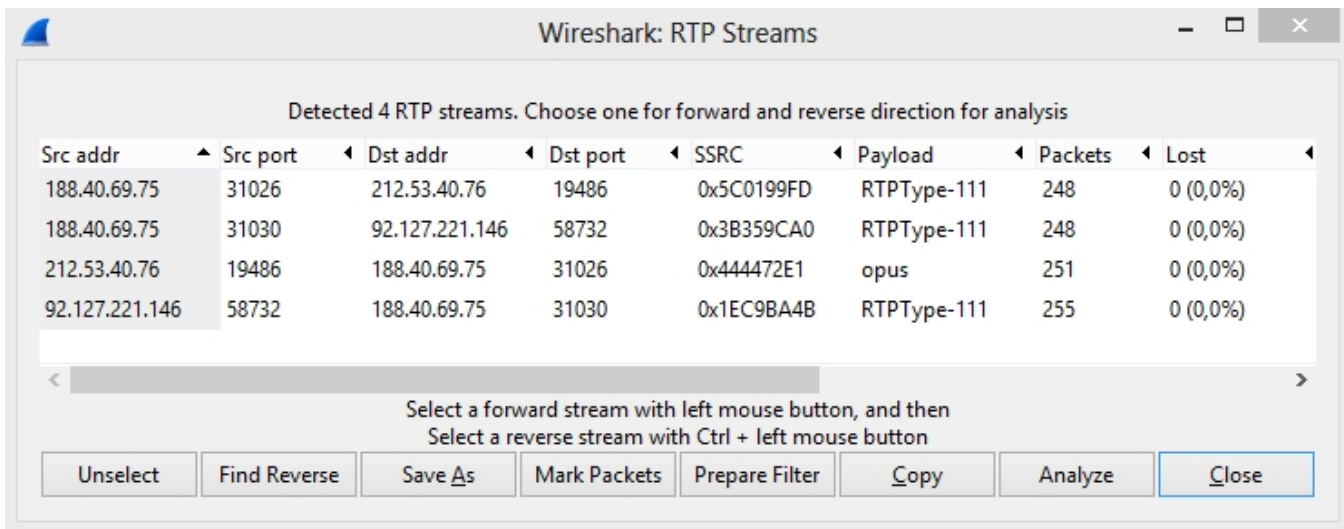 Wireshark: RTP Streams
Detected 4 RTP streams. Choose one for forward and reverse direction for analysis
Src addr Src port Dst addr Dst port SSRC Payload Packets Lost
188.40.69.75 31026 212.53.40.76 19486 0x5C0199FD RTPType-111 248 0 (0,0%)
188.40.69.75 31030 92.127.221.146 58732 0x3B359CA0 RTPType-111 248 0 (0,0%)
212.53.40.76 19486 188.40.69.75 31026 0x444472E1 opus 251 0 (0,0%)
92.127.221.146 58732 188.40.69.75 31030 0x1EC9BA4B RTPType-111 255 0 (0,0%)
Select a forward stream with left mouse button, and then
Select a reverse stream with Ctrl + left mouse button
Unselect Find Reverse Save As Mark Packets Prepare Filter Copy Analyze Close